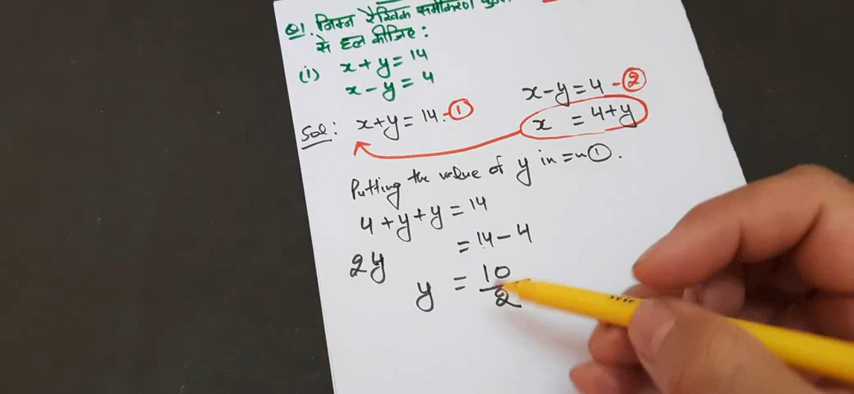 Q1. निम्न रैखिक समीकरण
से हल कीजिए:
(i) x + y = 14
x - y = 4
Sol: x + y = 14 - ①
x - y = 4 - ②
x = 4 + y
Putting the value of y in =n ①.
4 + y + y = 14
2y = 14 - 4
y = 10/2